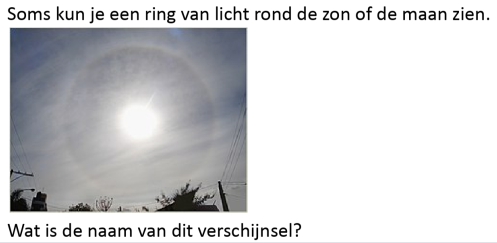 Soms kun je een ring van licht rond de zon of de maan zien.
Wat is de naam van dit verschijnsel?